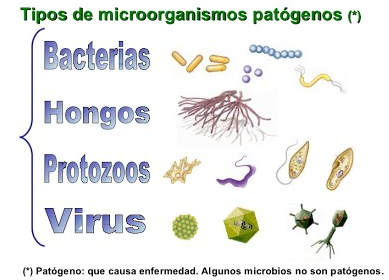 Tipos de microorganismos patógenos (*)
Bacterias
Hongos
Protozoos
Virus
(*) Patógeno: que causa enfermedad. Algunos microbios no son patógenos.